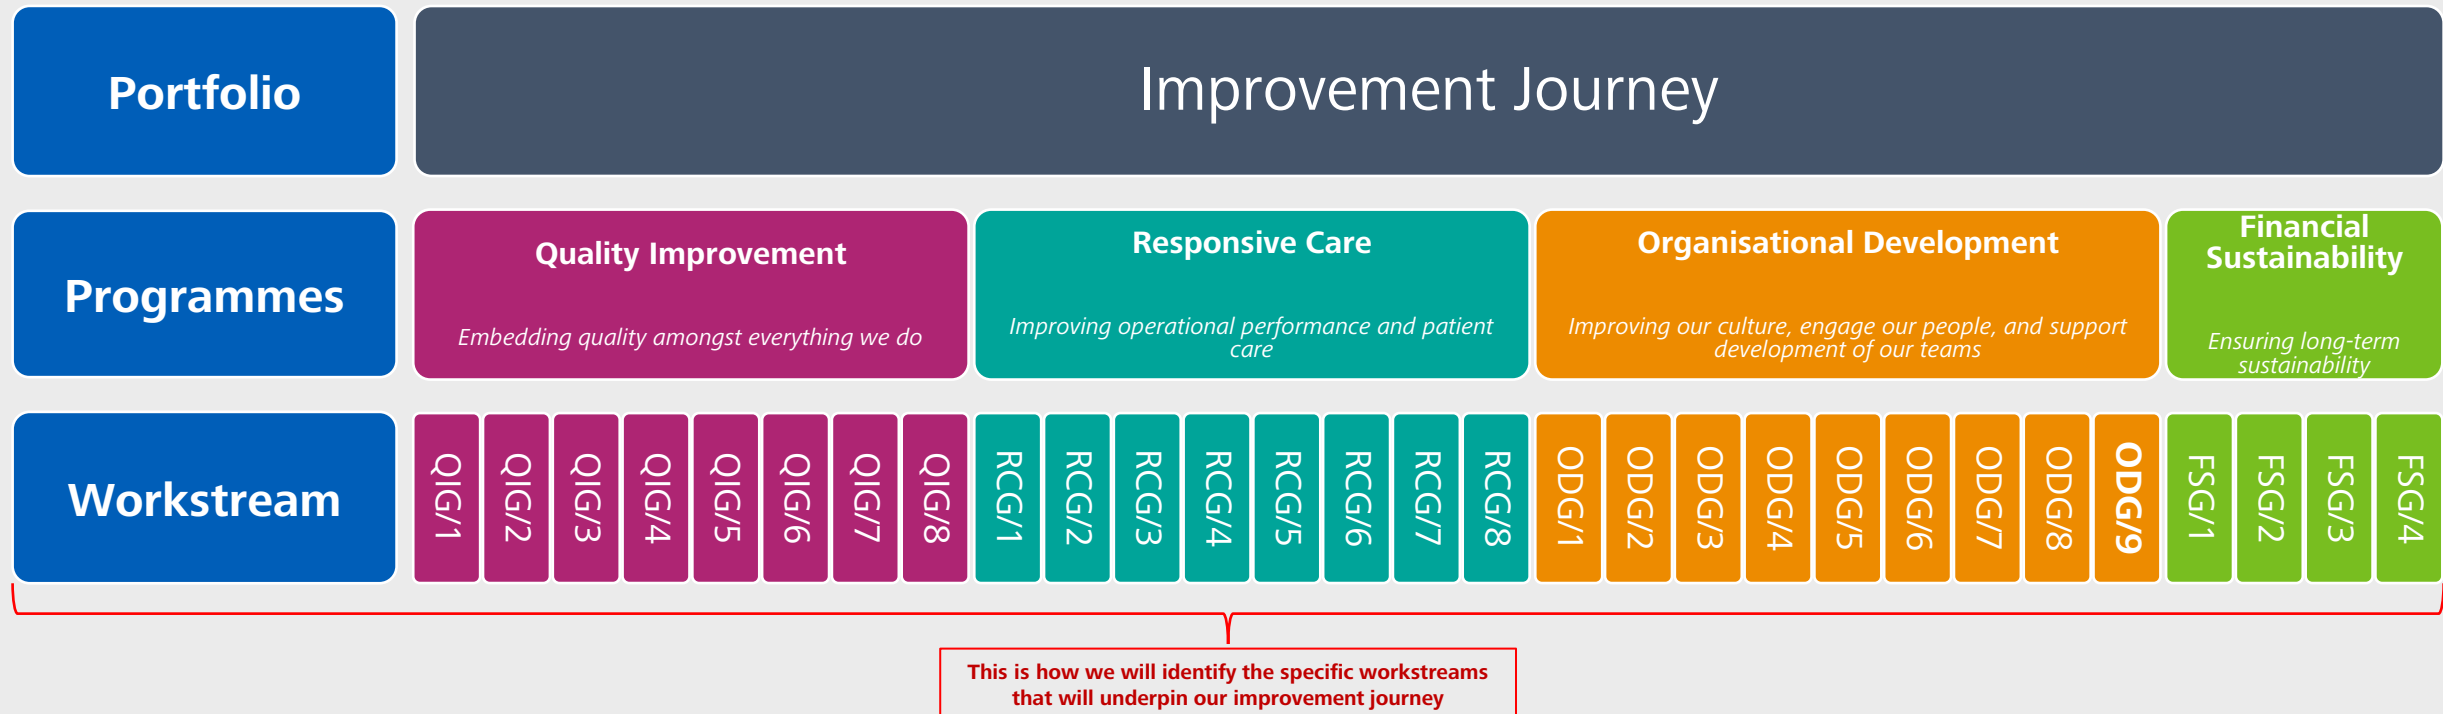 Portfolio
Improvement Journey
Programmes
Quality Improvement
Embedding quality amongst everything we do
Responsive Care
Improving operational performance and patient
care
Organisational Development
Improving our culture, engage our people, and support
development of our teams
Financial
Sustainability
Ensuring long-term
sustainability
Workstream
QIG/1
QIG/2
QIG/3
QIG/4
QIG/5
QIG/6
QIG/7
QIG/8
RCG/1
RCG/2
RCG/3
RCG/4
RCG/5
RCG/6
RCG/7
RCG/8
ODG/1
ODG/2
ODG/3
ODG/4
ODG/5
ODG/6
ODG/7
ODG/8
ODG/9
FSG/1
FSG/2
FSG/3
FSG/4
This is how we will identify the specific workstreams
that will underpin our improvement journey